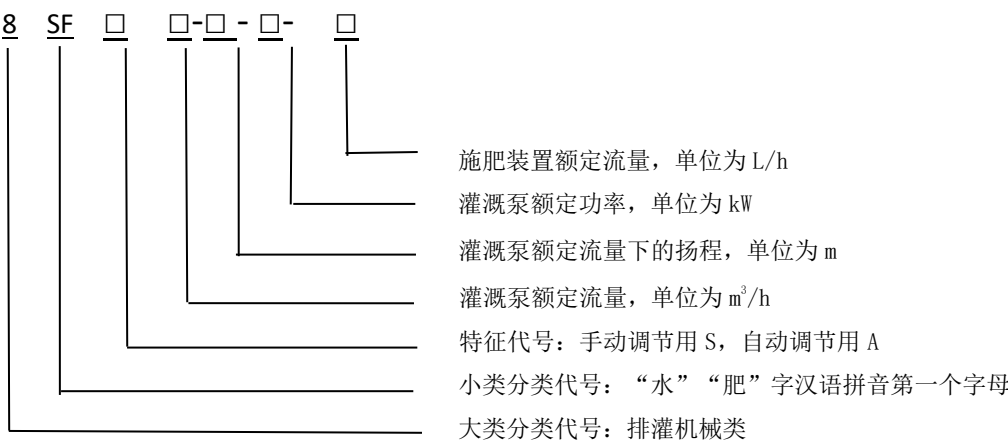 8 SF □ □-□-□- □
施肥装置额定流量，单位为 L/h
灌溉泵额定功率，单位为 kW
灌溉泵额定流量下的扬程，单位为 m
灌溉泵额定流量，单位为 m³/h
特征代号：手动调节用 S，自动调节用 A
小类分类代号：“水”“肥”字汉语拼音第一个字母
大类分类代号：排灌机械类